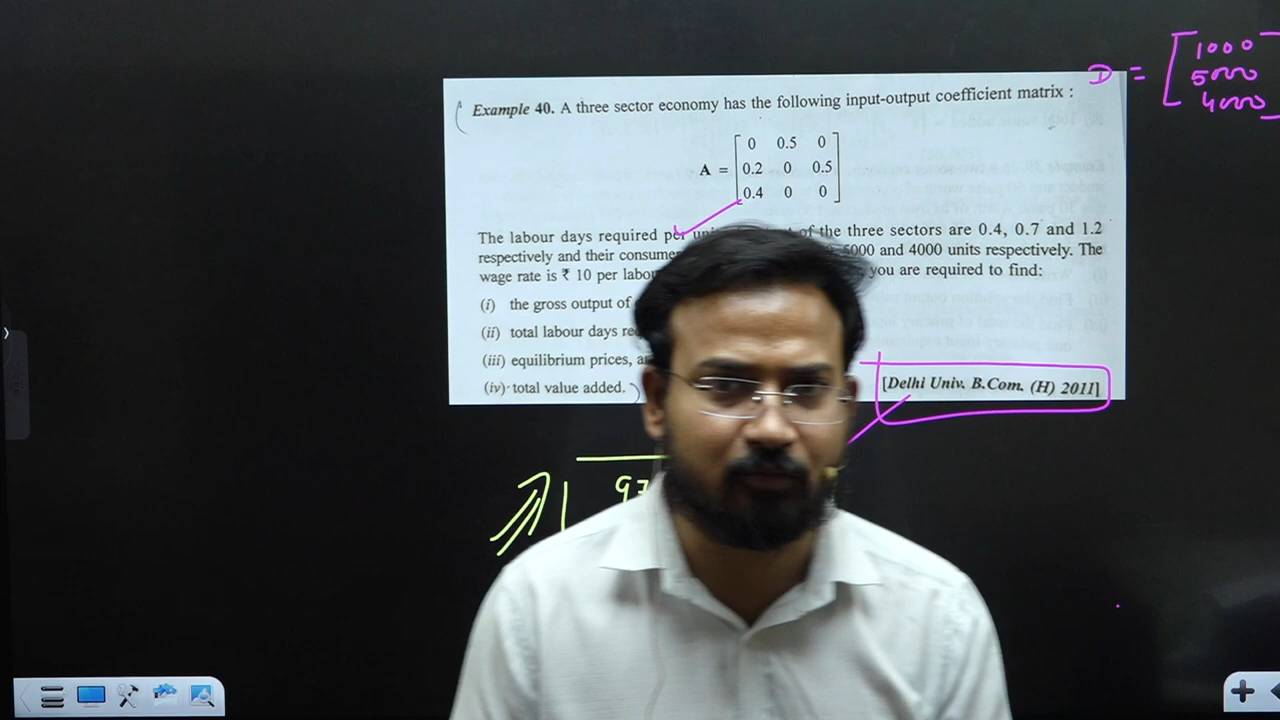 D = [1000
5000
4000]
Example 40. A three sector economy has the following input-output coefficient matrix :
A = [0 0.5 0
0.2 0 0.5
0.4 0 0]
The labour days required per of the three sectors are 0.4, 0.7 and 1.2
respectively and their 5000 and 4000 units respectively. The
wage rate is ₹ 10 per you are required to find:
(i) the gross output of
(ii) total labour days
(iii) equilibrium prices,
(iv) total value added.
[Delhi Univ. B.Com. (H) 2011]